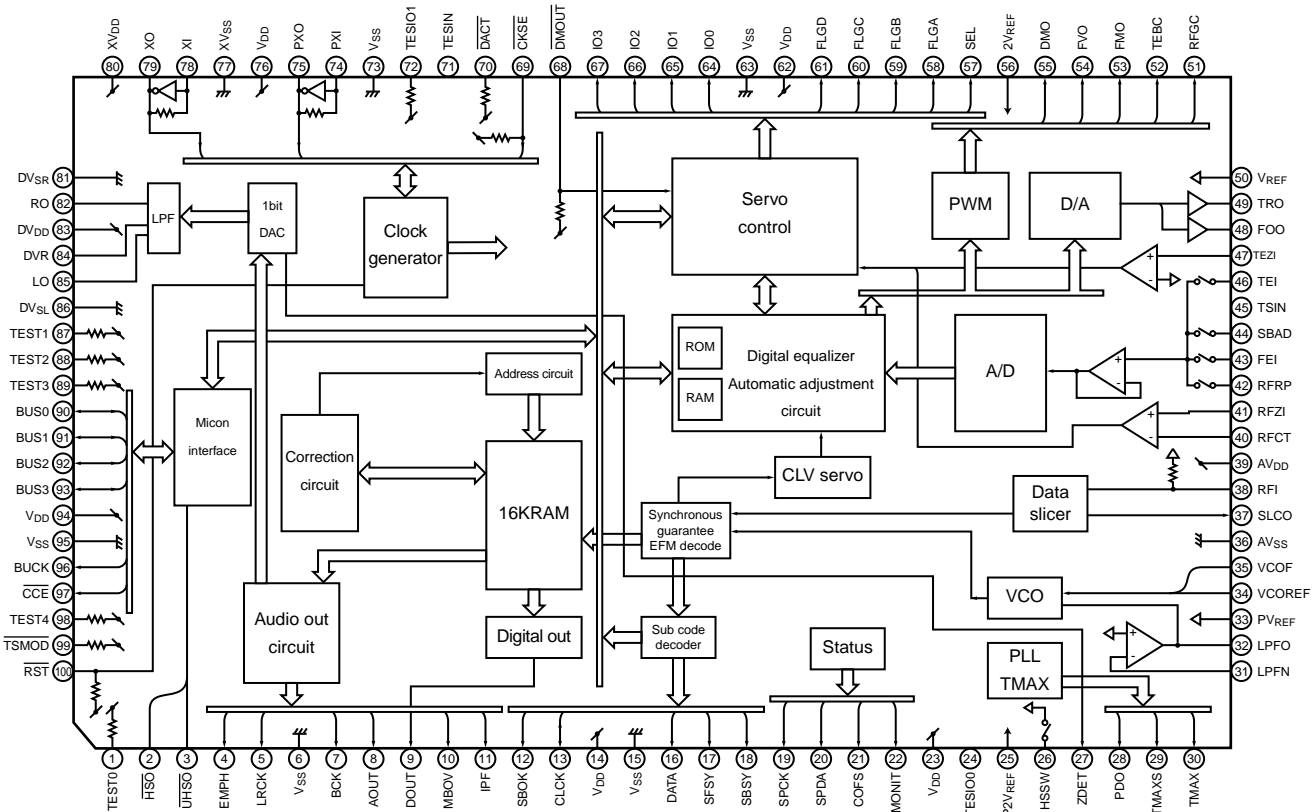 XVDD
XO
XI
XVSS
VDD
PXO
PXI
VSS
TESIO1
TESIN
DACT
CKSE
DMOUT
IO3
IO2
IO1
IO0
VSS
VDD
FLGD
FLGC
FLGB
FLGA
SEL
2VREF
DMO
FVO
FMO
TEBC
RFGC
80
79
78
77
76
75
74
73
72
71
70
69
68
67
66
65
64
63
62
61
60
59
58
57
56
55
54
53
52
51
DVSR 81
RO 82
DVDD 83
DVR 84
LO 85
DVSL 86
TEST1 87
TEST2 88
TEST3 89
BUS0 90
BUS1 91
BUS2 92
BUS3 93
VDD 94
VSS 95
BUCK 96
CCE 97
TEST4 98
TSMOD 99
RST 100
LPF
1bit
DAC
Clock
generator
Servo
control
PWM
D/A
ROM
RAM
Digital equalizer
Automatic adjustment
circuit
A/D
Address circuit
Micon
interface
Correction
circuit
16KRAM
CLV servo
Synchronous
guarantee
EFM decode
Data
slicer
VCO
Audio out
circuit
Digital out
Sub code
decoder
Status
PLL
TMAX
+
-
+
-
+
-
+
-
50 VREF
49 TRO
48 FOO
47 TEZI
46 TEI
45 TSIN
44 SBAD
43 FEI
42 RFRP
41 RFZI
40 RFCT
39 AVDD
38 RFI
37 SLCO
36 AVSS
35 VCOF
34 VCOREF
33 PVREF
32 LPFO
31 LPFN
1
2
3
4
5
6
7
8
9
10
11
12
13
14
15
16
17
18
19
20
21
22
23
24
25
26
27
28
29
30
TEST0
HSO
UHSO
EMPH
LRCK
VSS
BCK
AOUT
DOUT
MBOV
IPF
SBOK
CLCK
VDD
VSS
DATA
SFSY
SBSY
SPCK
SPDA
COFS
MONIT
VDD
TESIO0
P2VREF
HSSW
ZDET
PDO
TMAXS
TMAX